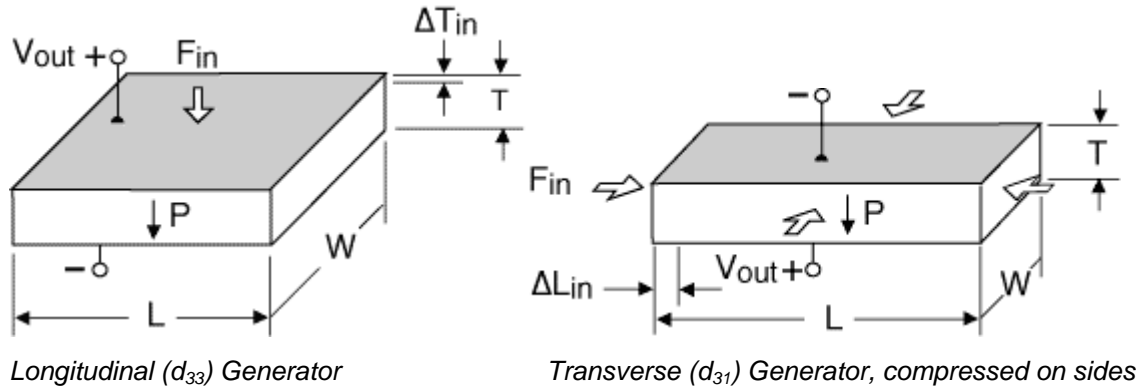 ΔTin
Vout + Fin
T
P
W
−
L
Longitudinal (d33) Generator
−
T
Fin
P
Vout +
W
ΔLin
L
Transverse (d31) Generator, compressed on sides